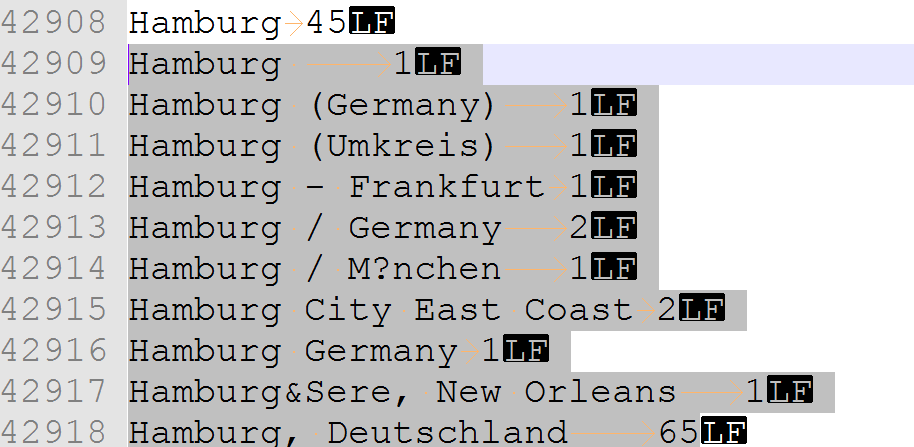 42908 Hamburg→45LF
42909 Hamburg →1LF
42910 Hamburg (Germany) 1LF
42911 Hamburg (Umkreis) →1LF
42912 Hamburg - Frankfurt 1LF
42913 Hamburg / Germany→2LF
42914 Hamburg / M?nchen 1LF
42915 Hamburg City East Coast→2LF
42916 Hamburg Germany 1LF
42917 Hamburg&Sere, New Orleans→1LF
42918 Hamburg, Deutschland 65LF